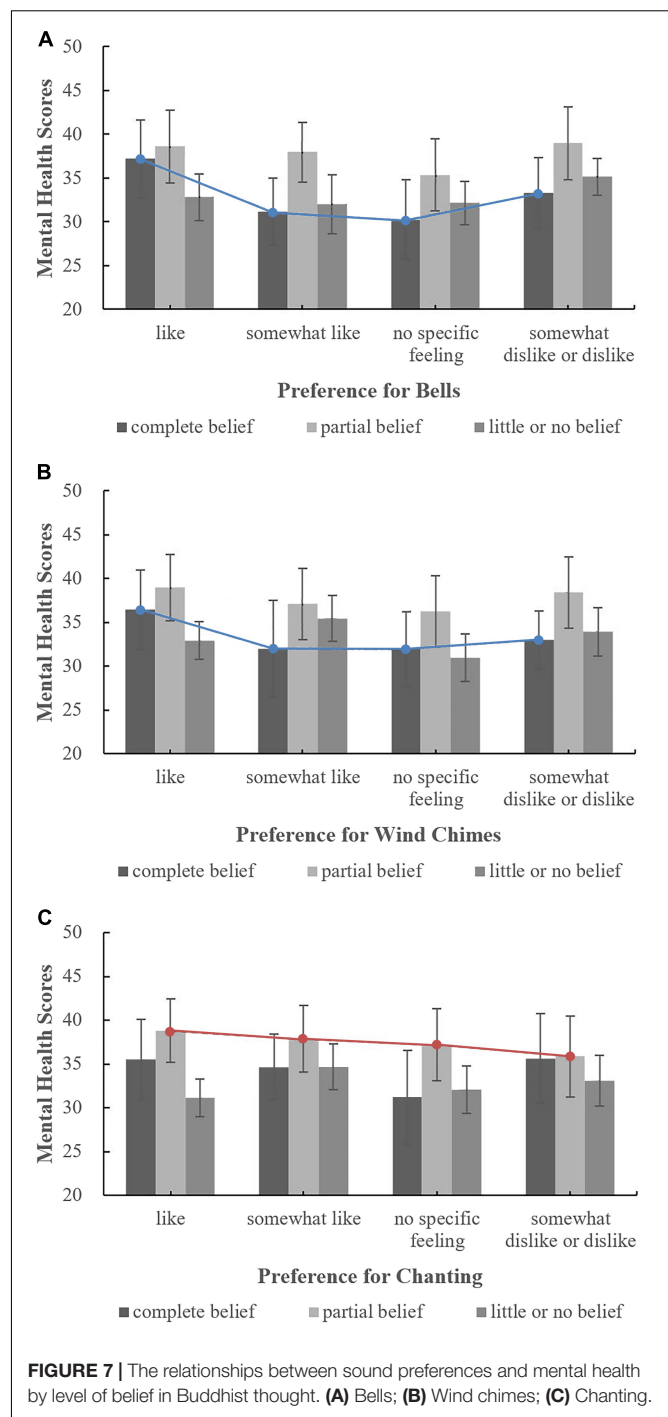 A
50
45
40
35
30
25
20
Mental Health Scores
like somewhat like no specific somewhat
feeling dislike or dislike
Preference for Bells
complete belief partial belief little or no belief
B
50
45
40
35
30
25
20
Mental Health Scores
like somewhat like no specific somewhat
feeling dislike or dislike
Preference for Wind Chimes
complete belief partial belief little or no belief
C
50
45
40
35
30
25
20
Mental Health Scores
like somewhat like no specific somewhat
feeling dislike or dislike
Preference for Chanting
complete belief partial belief little or no belief
FIGURE 7 | The relationships between sound preferences and mental health
by level of belief in Buddhist thought. (A) Bells; (B) Wind chimes; (C) Chanting.